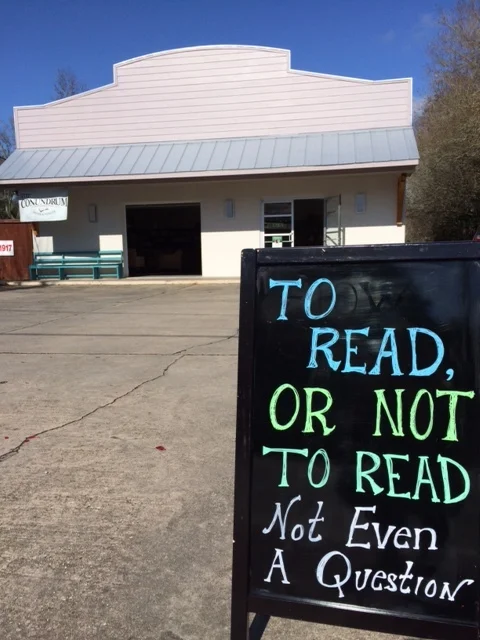 CONUNDRUM
1917
TO
READ,
OR NOT
TO READ
Not Even
A Question